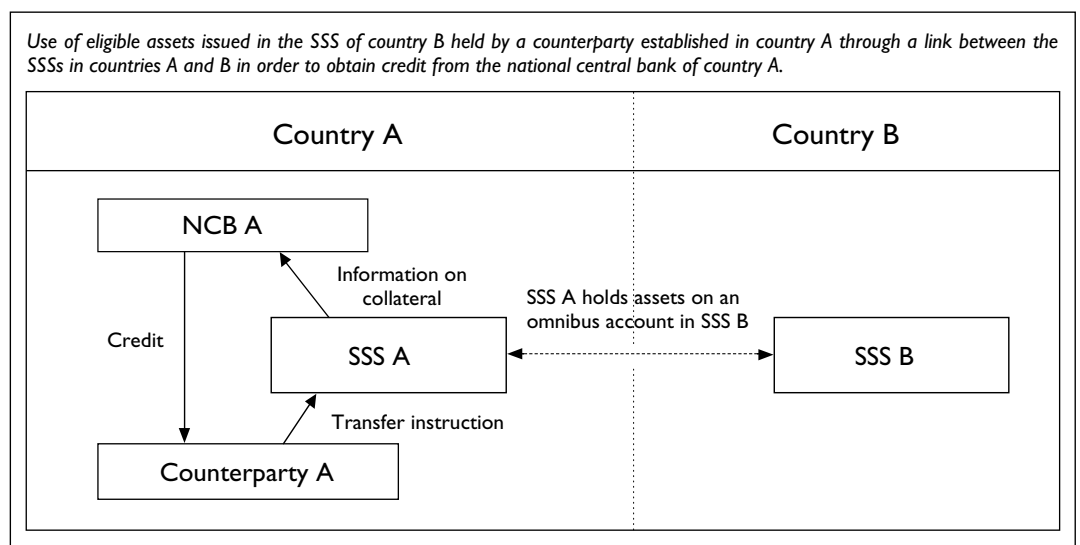 Use of eligible assets issued in the SSS of country B held by a counterparty established in country A through a link between the
SSSs in countries A and B in order to obtain credit from the national central bank of country A.
Country A
Country B
NCB A
Information on
collateral
SSS A holds assets on an
omnibus account in SSS B
Credit
SSS A
SSS B
Transfer instruction
Counterparty A